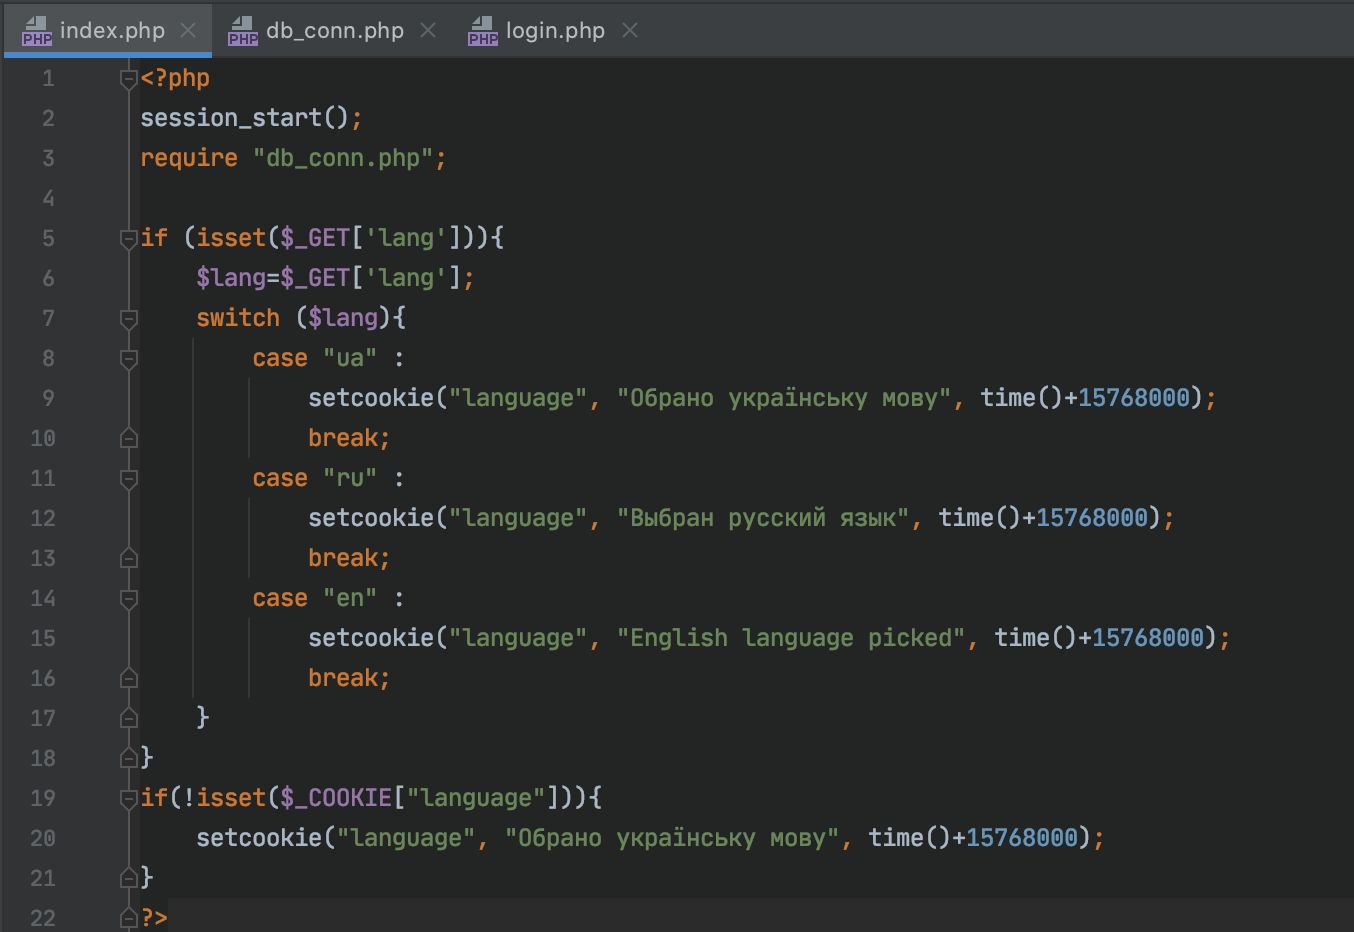 index.php db_conn.php login.php
1 <?php
2 session_start();
3 require "db_conn.php";
4
5 if (isset($_GET['lang'])){
6 $lang=$_GET['lang'];
7 switch ($lang){
8 case "ua" :
9 setcookie("language", "Обрано українську мову", time()+15768000);
10 break;
11 case "ru" :
12 setcookie("language", "Выбран русский язык", time()+15768000);
13 break;
14 case "en" :
15 setcookie("language", "English language picked", time()+15768000);
16 break;
17 }
18 }
19 if(!isset($_COOKIE["language"])){
20 setcookie("language", "Обрано українську мову", time()+15768000);
21 }
22 ?>